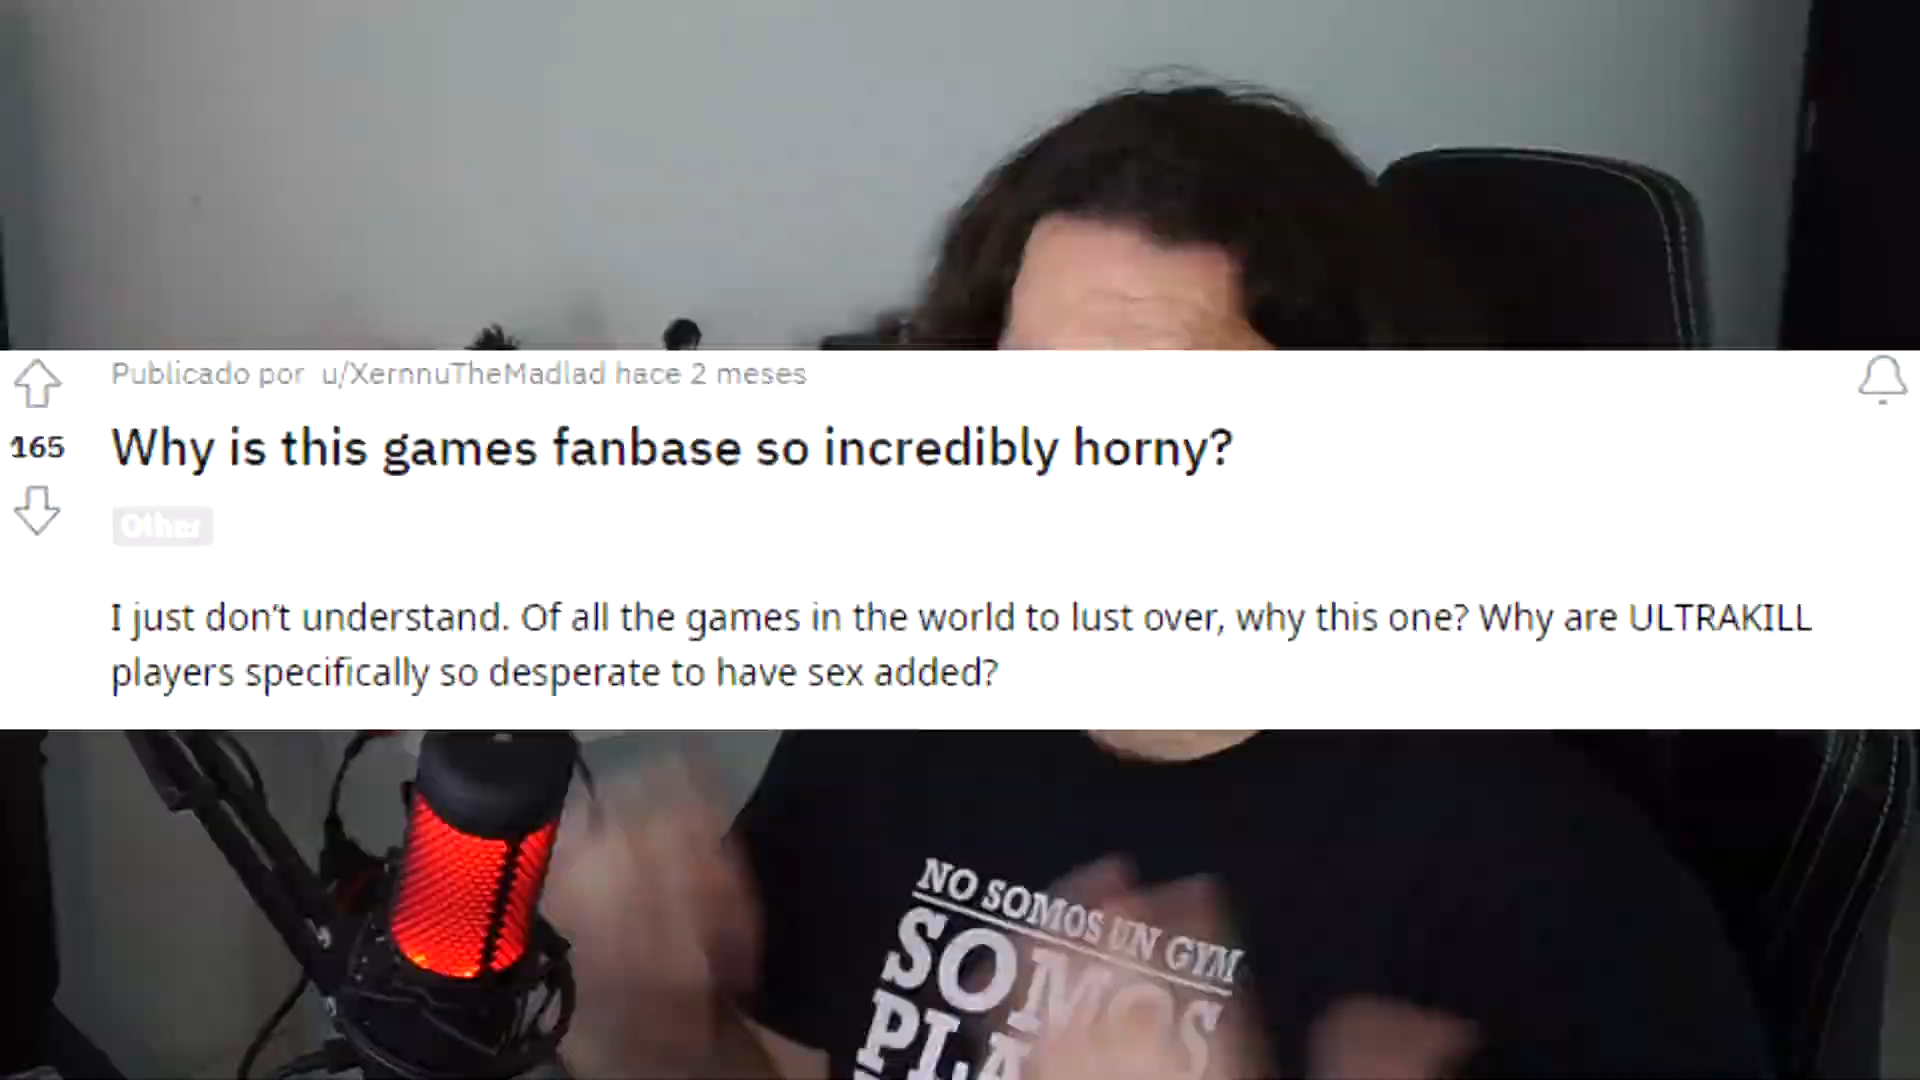 Publicado por u/XernnuTheMadlad hace 2 meses
165
Why is this games fanbase so incredibly horny?
Other
I just don't understand. Of all the games in the world to lust over, why this one? Why are ULTRAKILL
players specifically so desperate to have sex added?
NO SOMOS UN GYM
SOMOS